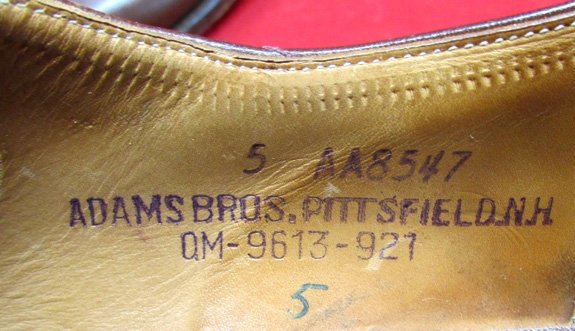 5 AA8547
ADAMS BROS. PITTSFIELD.N.H
QM-9613-921
5